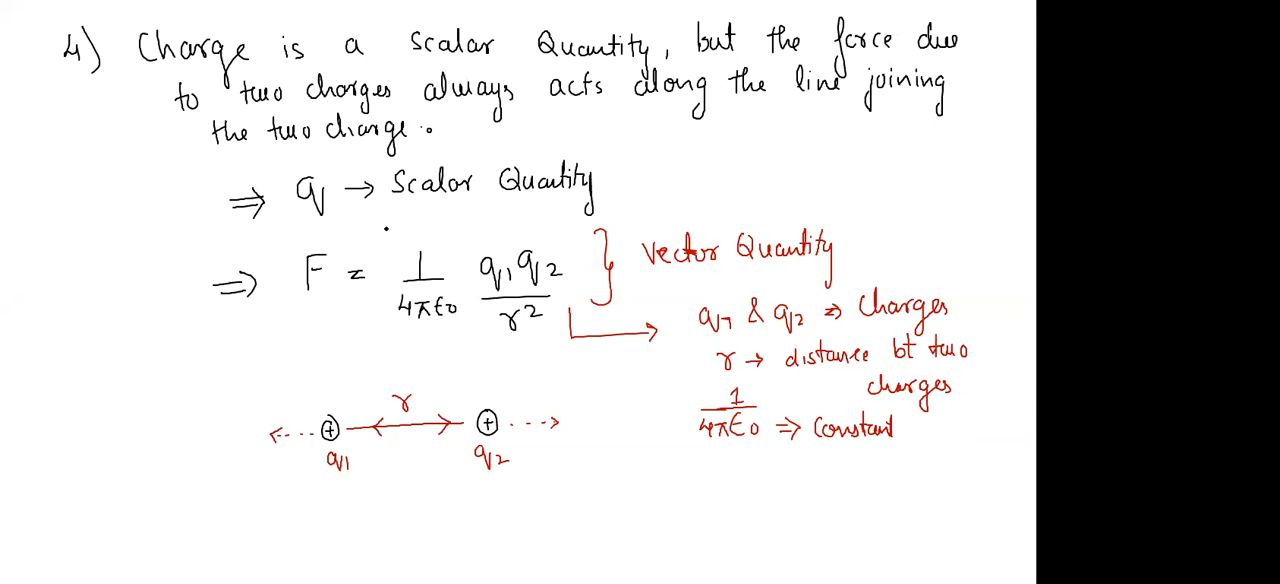 4) Charge is a scalar Quantity, but the force due
to two charges always acts along the line joining
the two charge.
⇒ q → Scalar Quantity
⇒ F = 1/4πε0 q1q2/r2 } Vector Quantity
q1 & q2 ⇒ charges
r → distance bt two
charges
1/4πε0 ⇒ constant
r
+ +
q1 q2